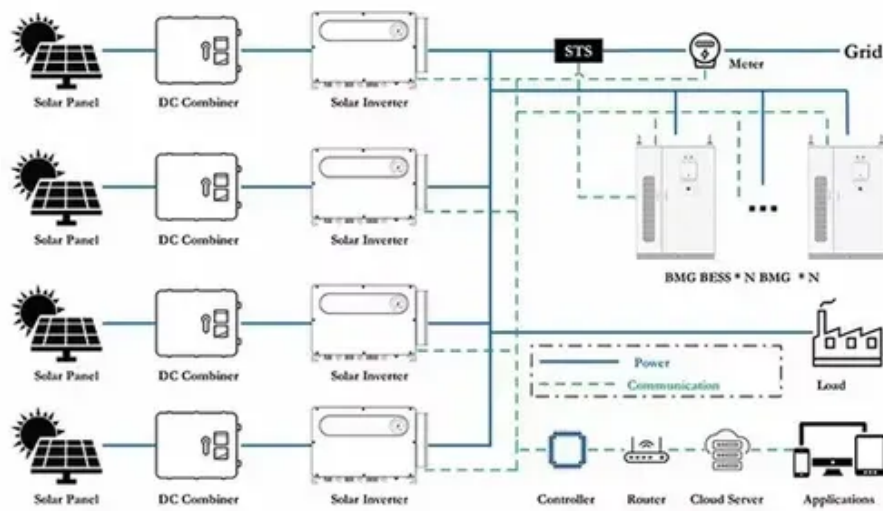 STS
Meter
Grid
Solar Panel
DC Combiner
Solar Inverter
Solar Panel
DC Combiner
Solar Inverter
BMG BESS * N BMG * N
Solar Panel
DC Combiner
Solar Inverter
Power
Communication
Load
Solar Panel
DC Combiner
Solar Inverter
Controller
Router
Cloud Server
Applications